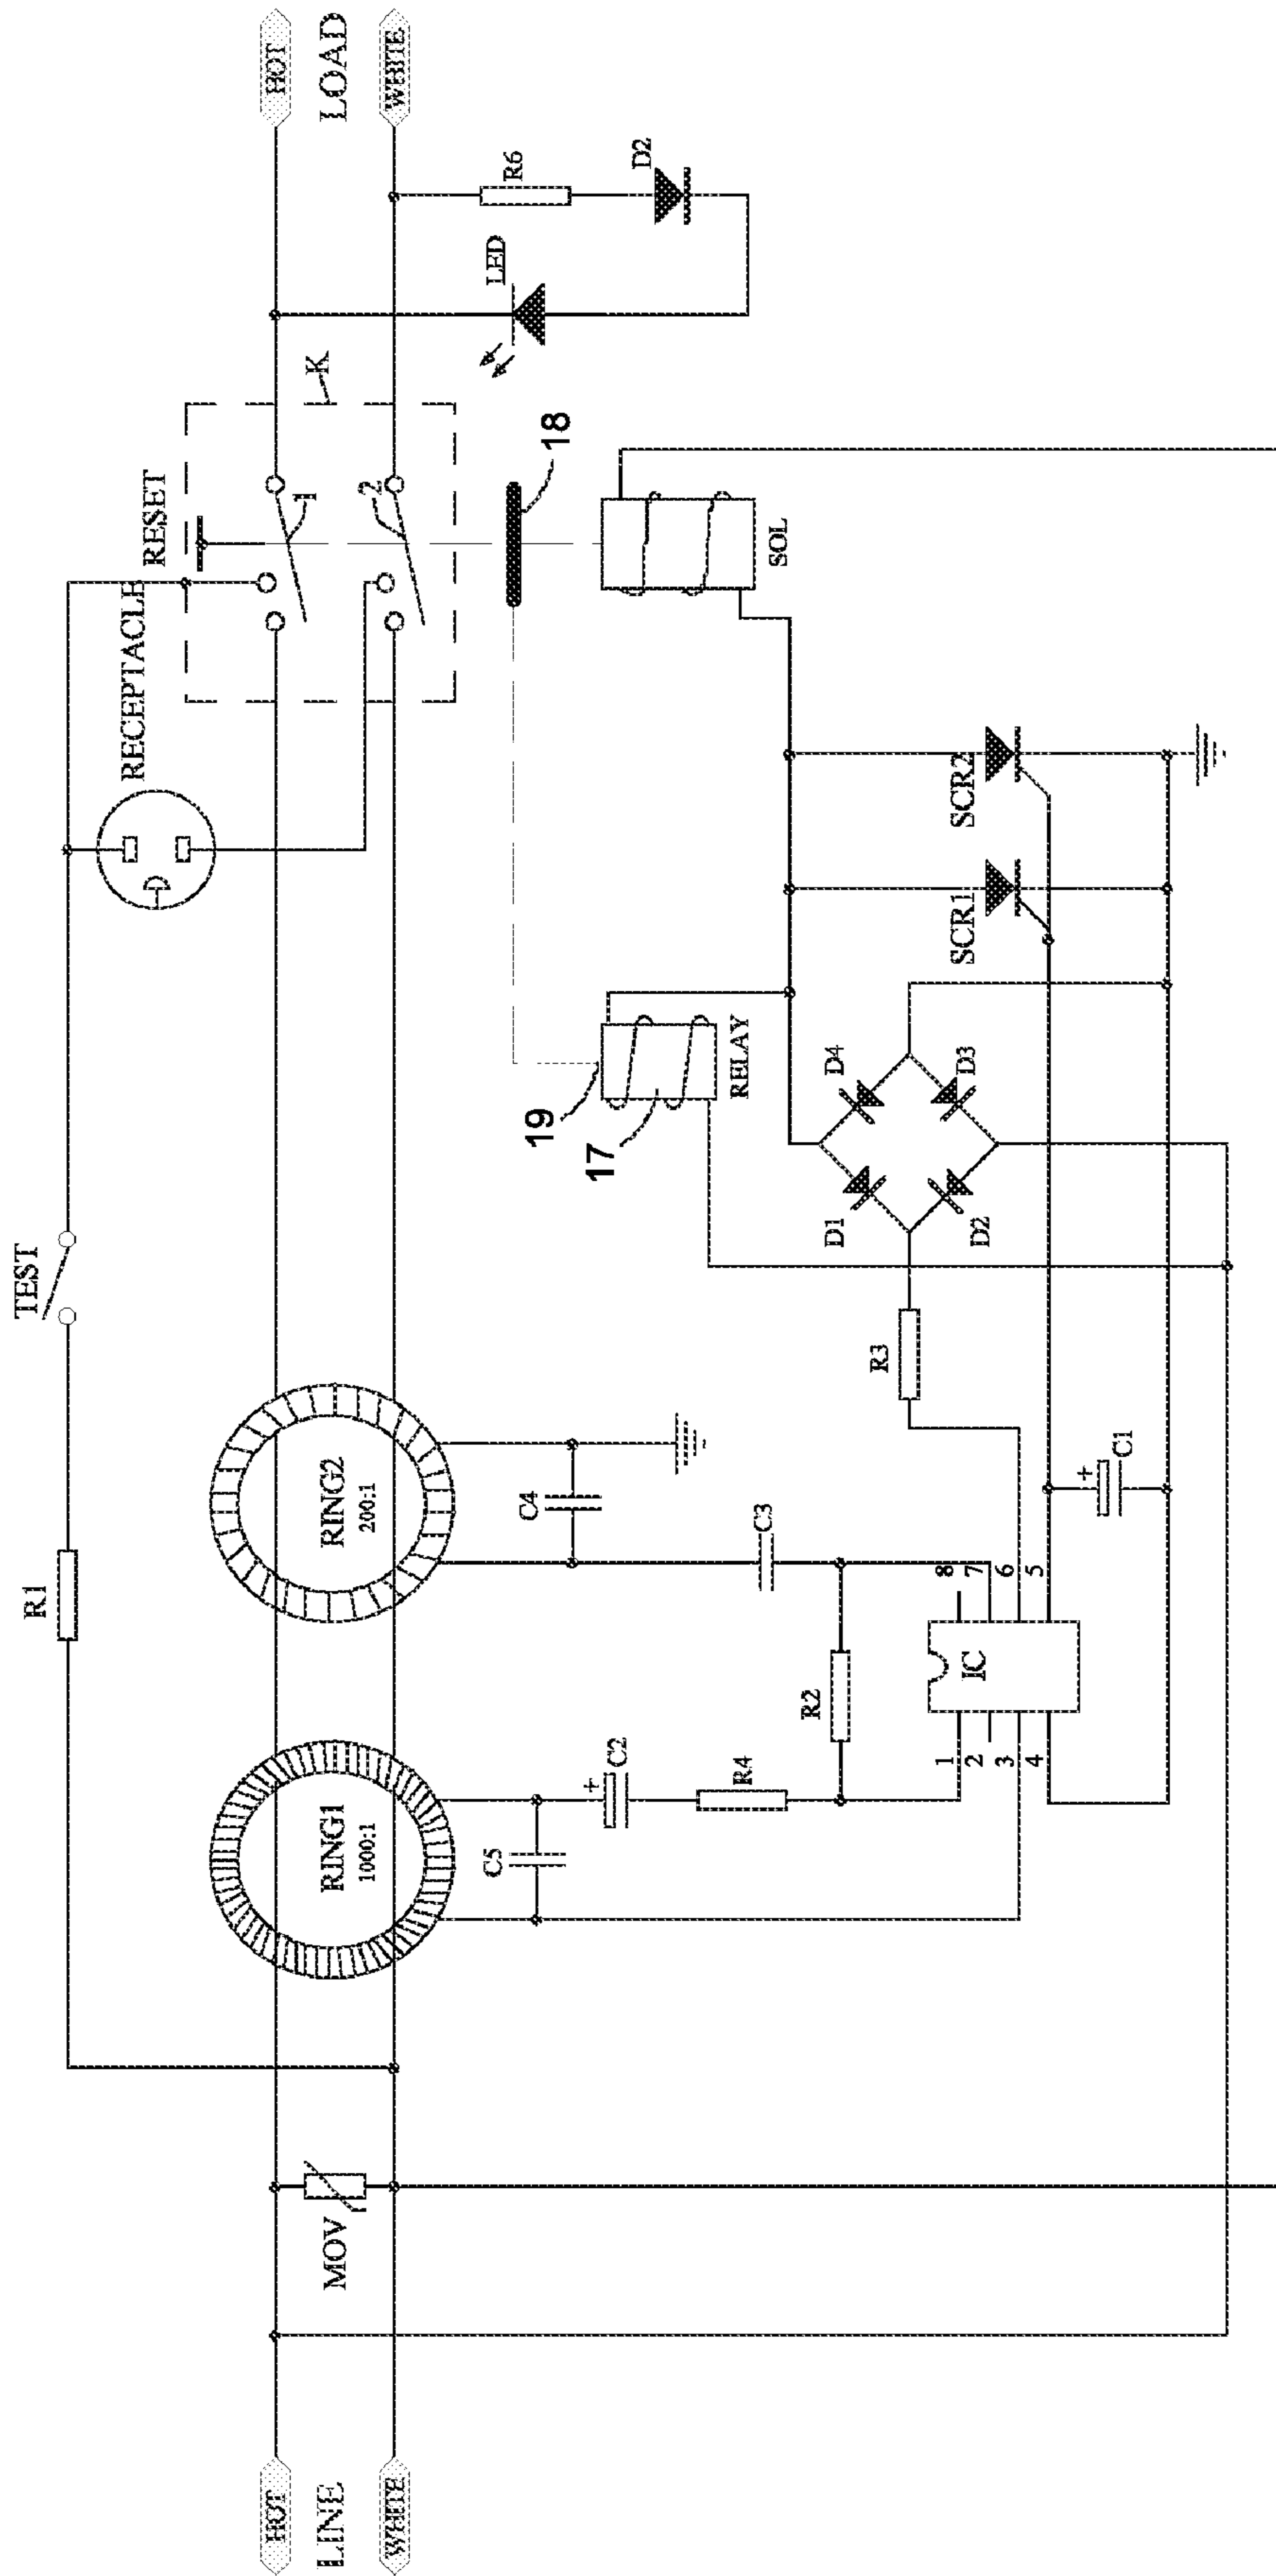 HOT
LINE
WHITE
MOV
R1
TEST
RING1
1000:1
RING2
200:1
RECEPTACLE
RESET
K
1
2
HOT
LOAD
WHITE
C5
C2
+
R4
R2
C4
C3
IC
1
2
3
4
8
7
6
5
+
C1
R3
D1
D2
D4
D3
19
17
RELAY
18
SOL
SCR1
SCR2
LED
R6
D2